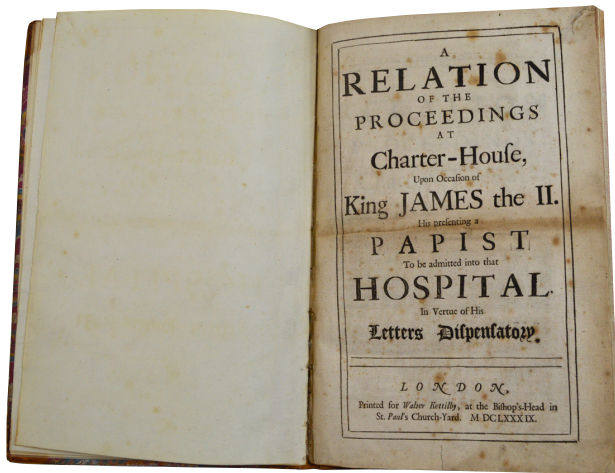 A
RELATION
OF THE
PROCEEDINGS
AT
Charter-Houſe,
Upon Occaſion of
King JAMES the II.
His preſenting a
PAPIST
To be admitted into that
HOSPITAL.
In Vertue of His
Letters Diſpenſatory.
LONDON,
Printed for Walter Kettilby, at the Biſhop's-Head in
St. Paul's Church-Yard. M DCLXXXIX.